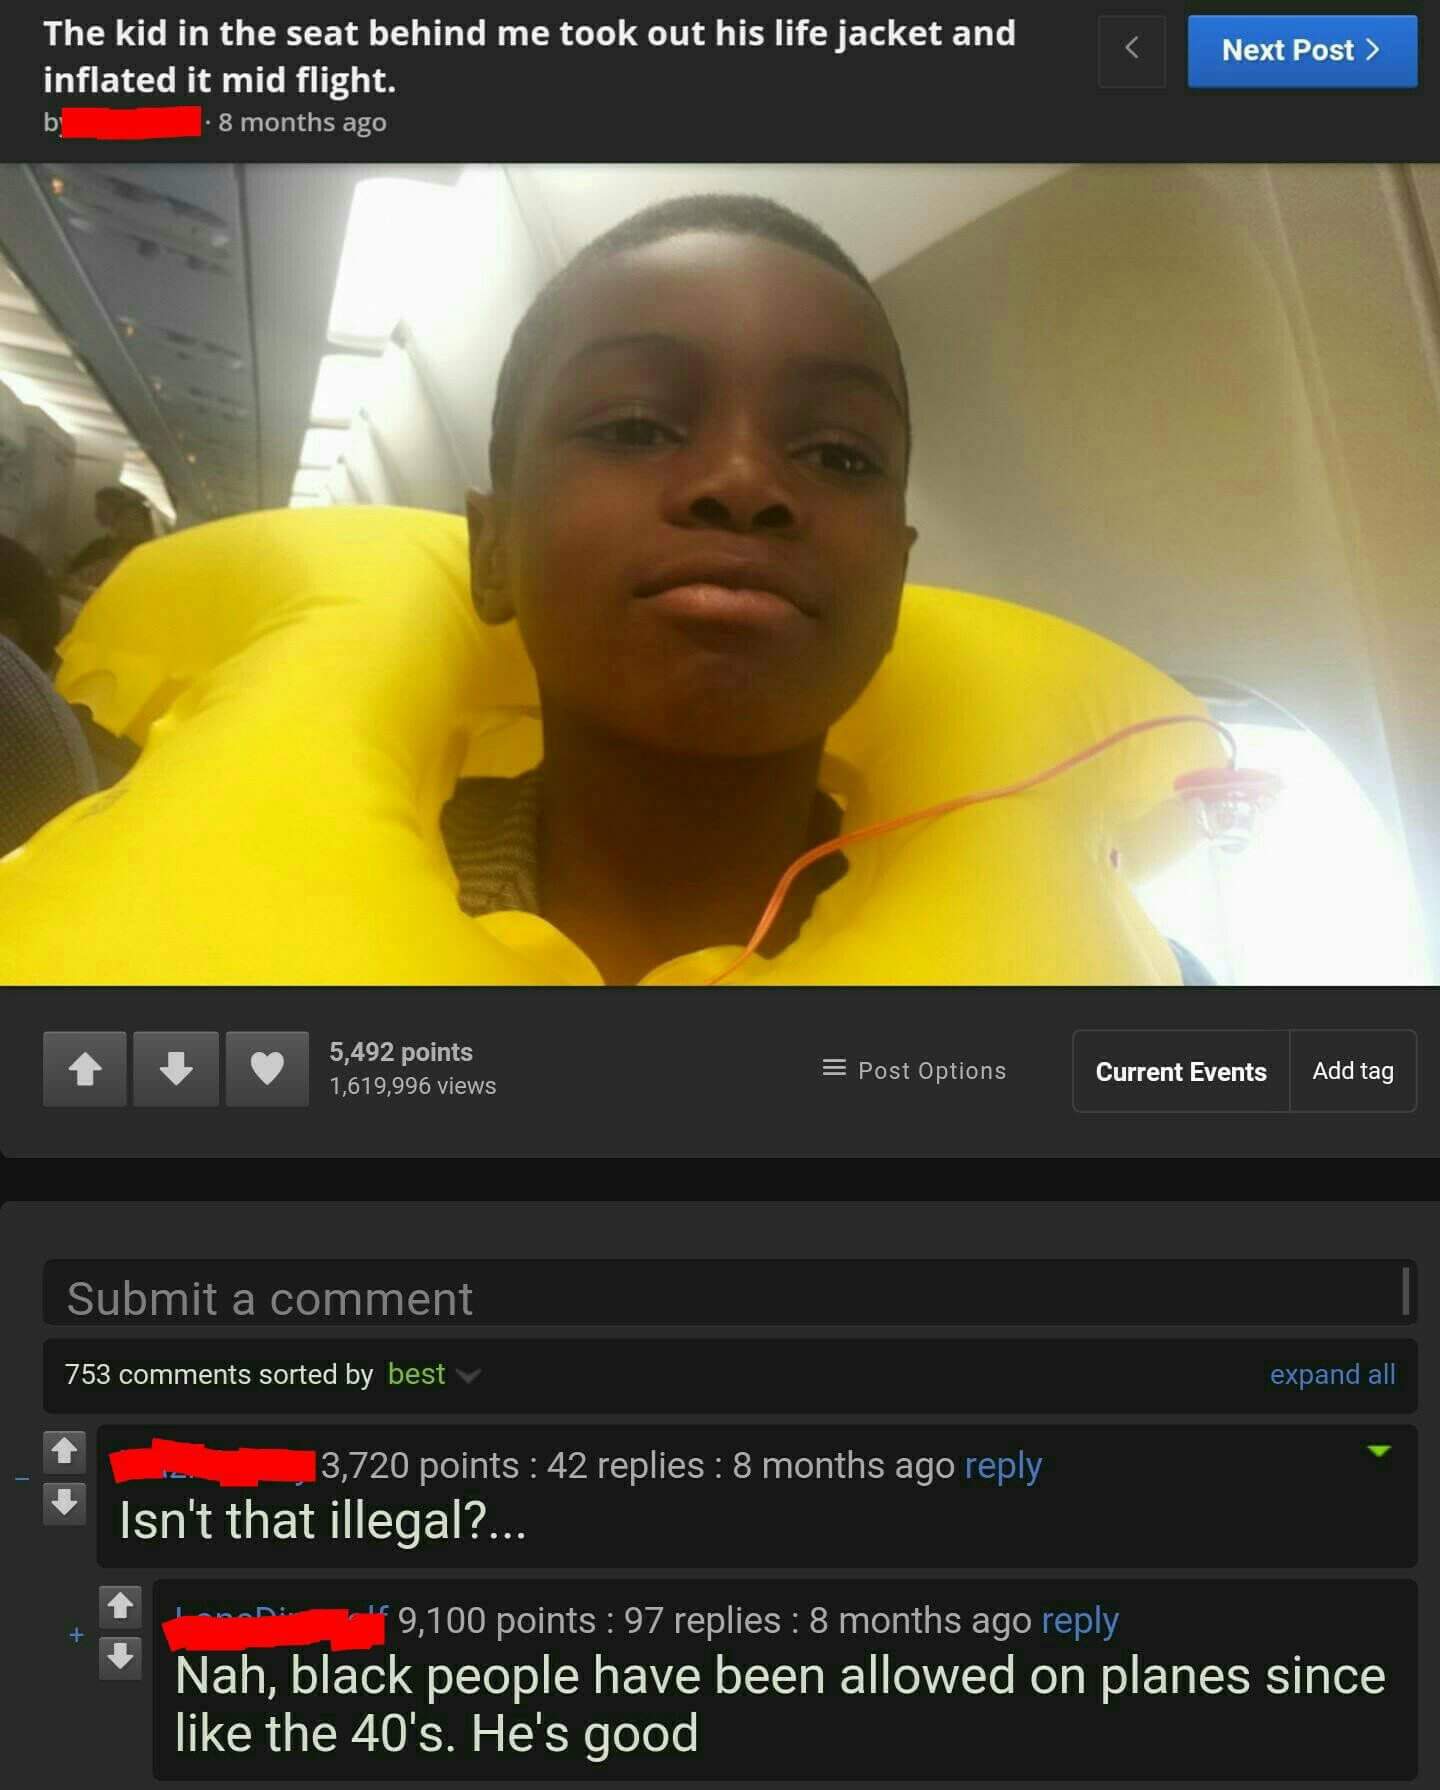 The kid in the seat behind me took out his life jacket and
inflated it mid flight.
Next Post >
· 8 months ago
5,492 points
1,619,996 views
Post Options
Current Events
Add tag
Submit a comment
753 comments sorted by best
expand all
3,720 points : 42 replies : 8 months ago reply
Isn't that illegal?...
9,100 points : 97 replies : 8 months ago reply
Nah, black people have been allowed on planes since
like the 40's. He's good